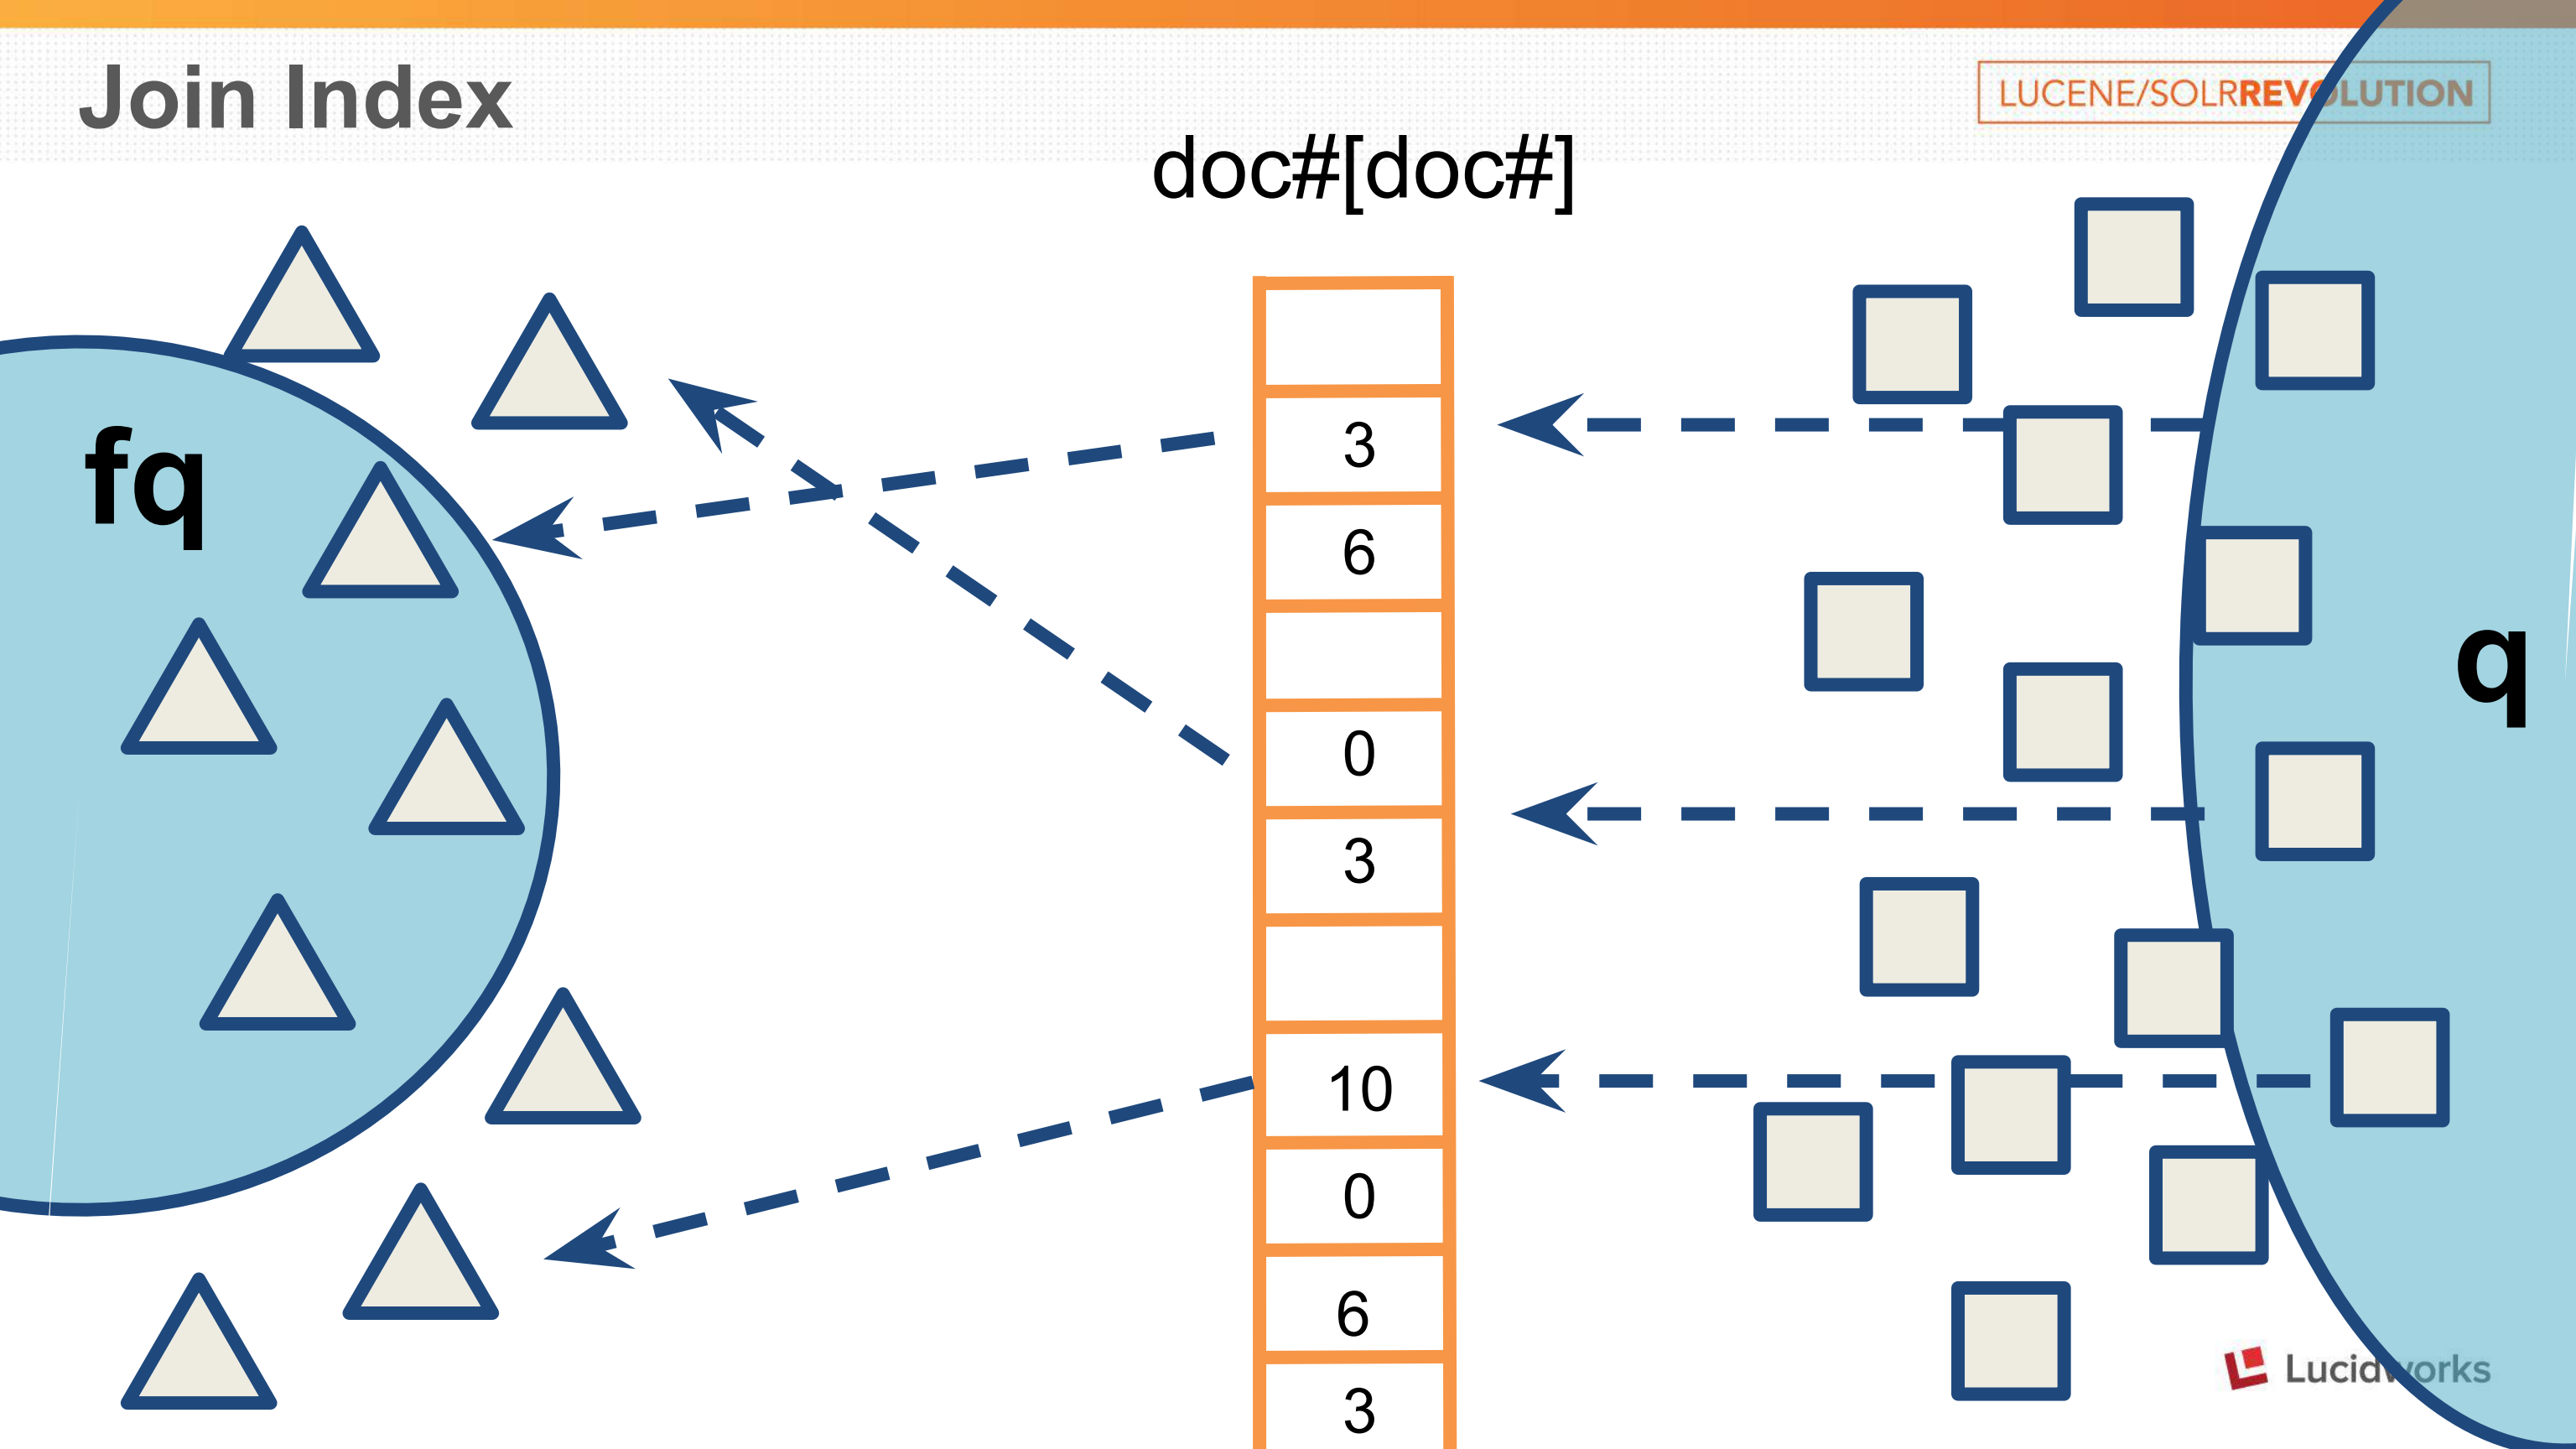 Join Index
LUCENE/SOLRREVOLUTION
doc#[doc#]
fq
q
3
6
0
3
10
0
6
3
Lucidworks